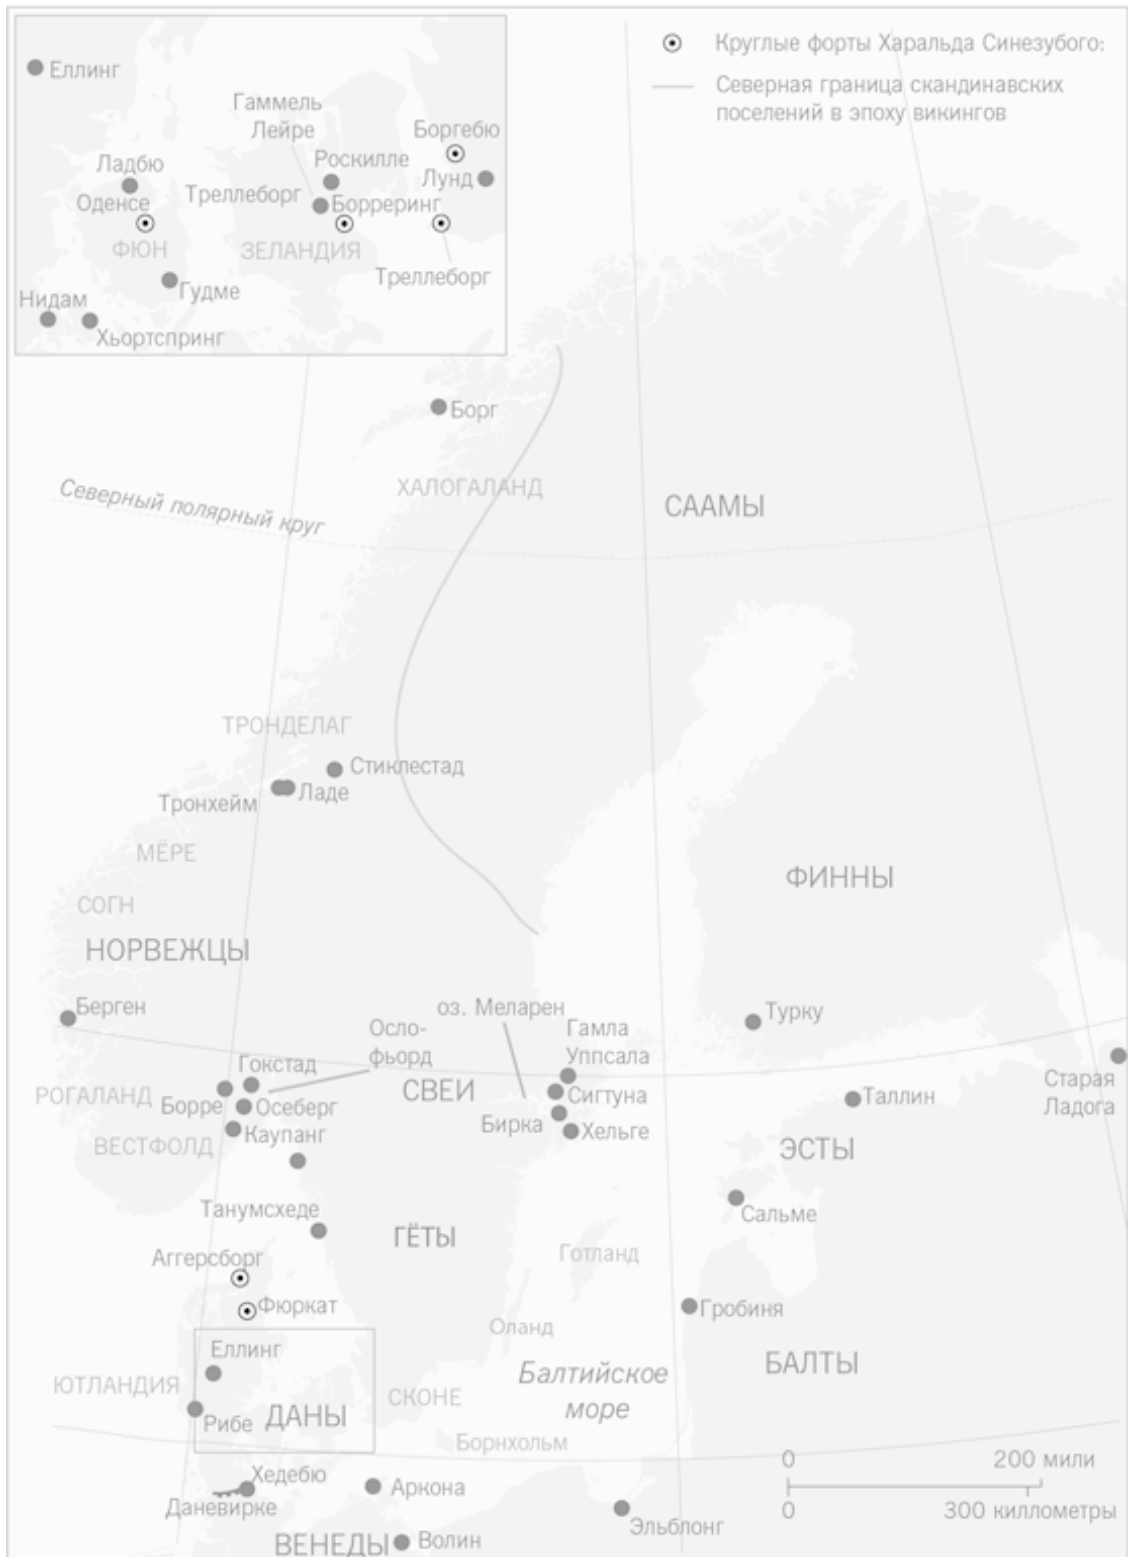 Круглые форты Харальда Синезубого:
Северная граница скандинавских
поселений в эпоху викингов
Еллинг
Гаммель
Лейре
Боргебю
Ладбю
Роскилле
Лунд
Оденсе
Треллеборг
Борреринг
ФЮН
ЗЕЛАНДИЯ
Треллеборг
Гудме
Нидам
Хьортспринг
Борг
ХАЛОГАЛАНД
СААМЫ
Северный полярный круг
ТРОНДЕЛАГ
Стиклестад
Тронхейм
Ладе
МЁРЕ
ФИННЫ
СОГН
НОРВЕЖЦЫ
Берген
оз. Меларен
Турку
Осло-
фьорд
Гамла
Уппсала
Гокстад
РОГАЛАНД
Борре
Осеберг
СВЕИ
Сигтуна
Таллин
Старая
Ладога
Каупанг
Бирка
Хельге
ВЕСТФОЛД
ЭСТЫ
Танумсхеде
Сальме
ГЁТЫ
Готланд
Аггерсборг
Фюркат
Гробиня
Оланд
Еллинг
БАЛТЫ
ЮТЛАНДИЯ
Балтийское
море
СКОНЕ
Рибе
ДАНЫ
Борнхольм
0
200 мили
Хедебю
Аркона
Даневирке
0
300 киллометры
Эльблонг
ВЕНЕДЫ
Волин